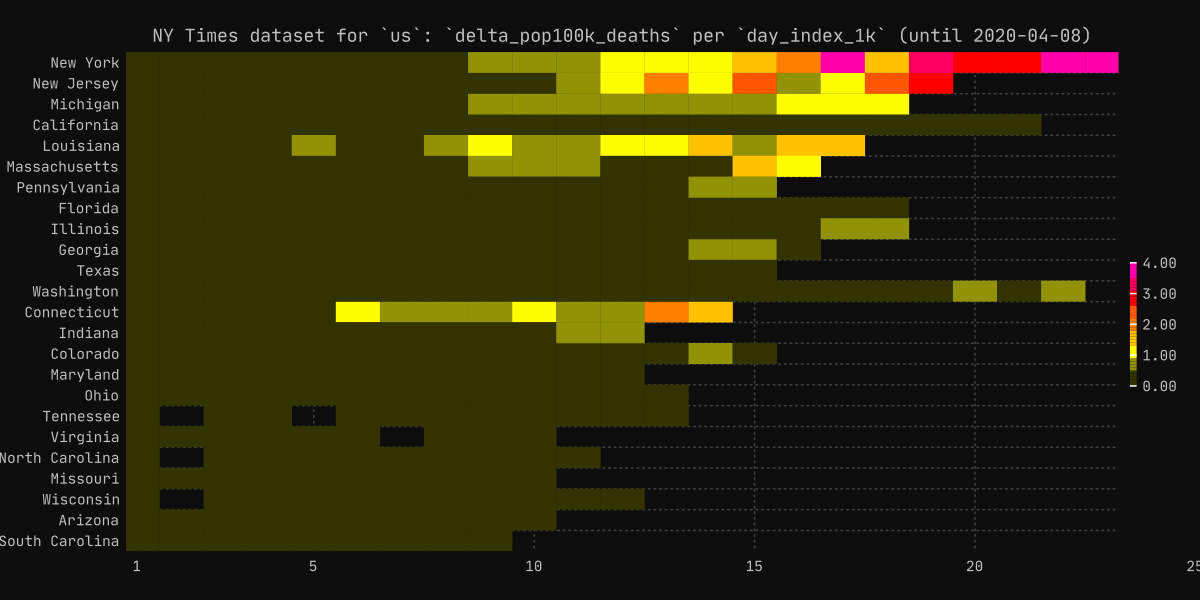 NY Times dataset for `us`: `delta_pop100k_deaths` per `day_index_1k` (until 2020-04-08)
New York
New Jersey
Michigan
California
Louisiana
Massachusetts
Pennsylvania
Florida
Illinois
Georgia
Texas
Washington
Connecticut
Indiana
Colorado
Maryland
Ohio
Tennessee
Virginia
North Carolina
Missouri
Wisconsin
Arizona
South Carolina
1 5 10 15 20 25
4.00
3.00
2.00
1.00
0.00